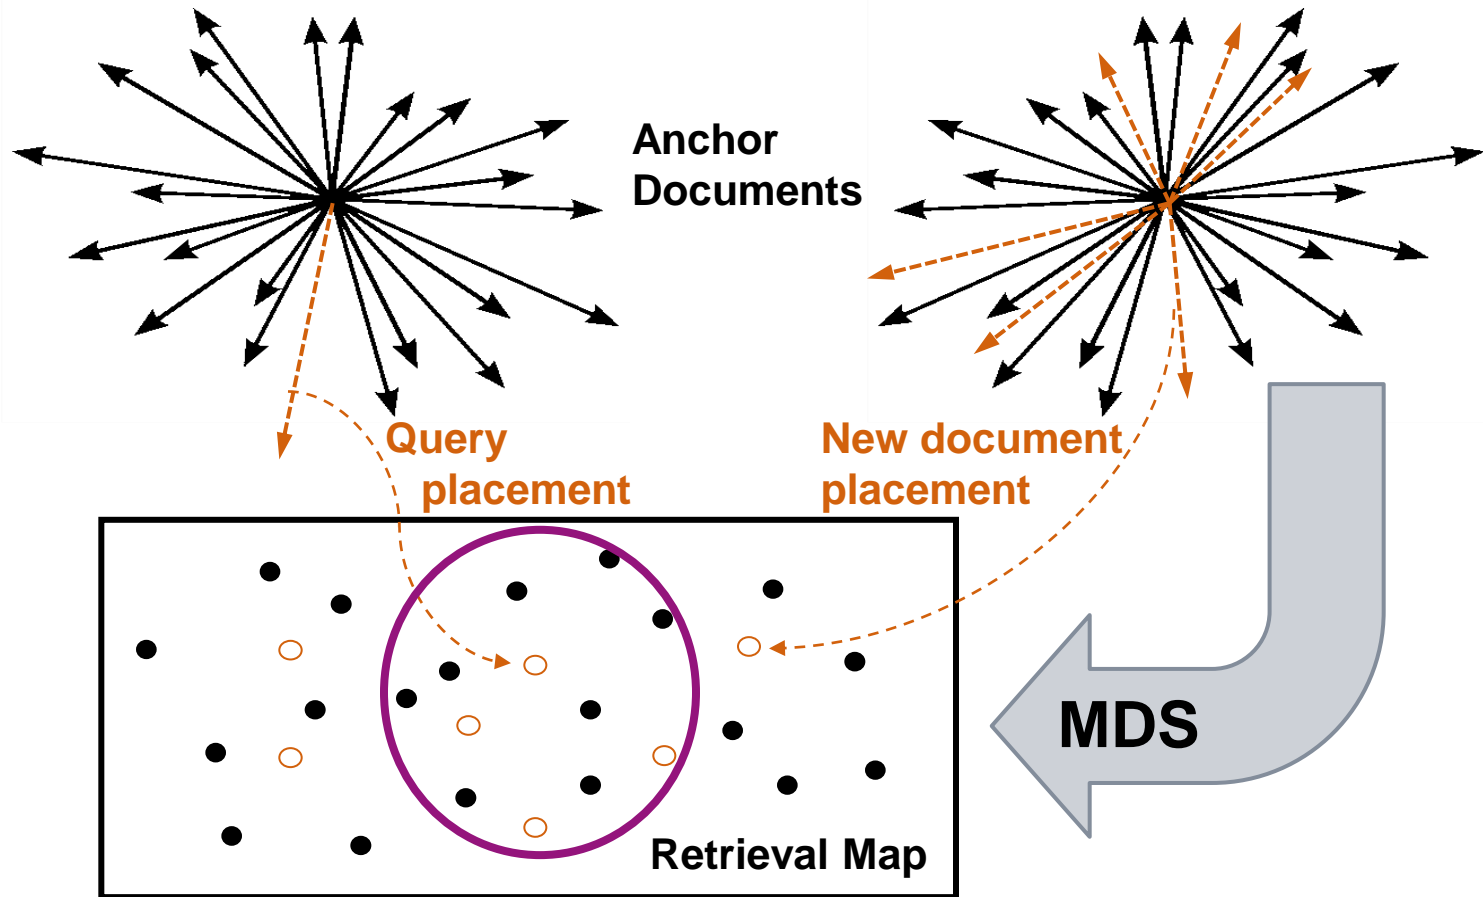 Anchor
Documents
Query
placement
New document
placement
MDS
Retrieval Map